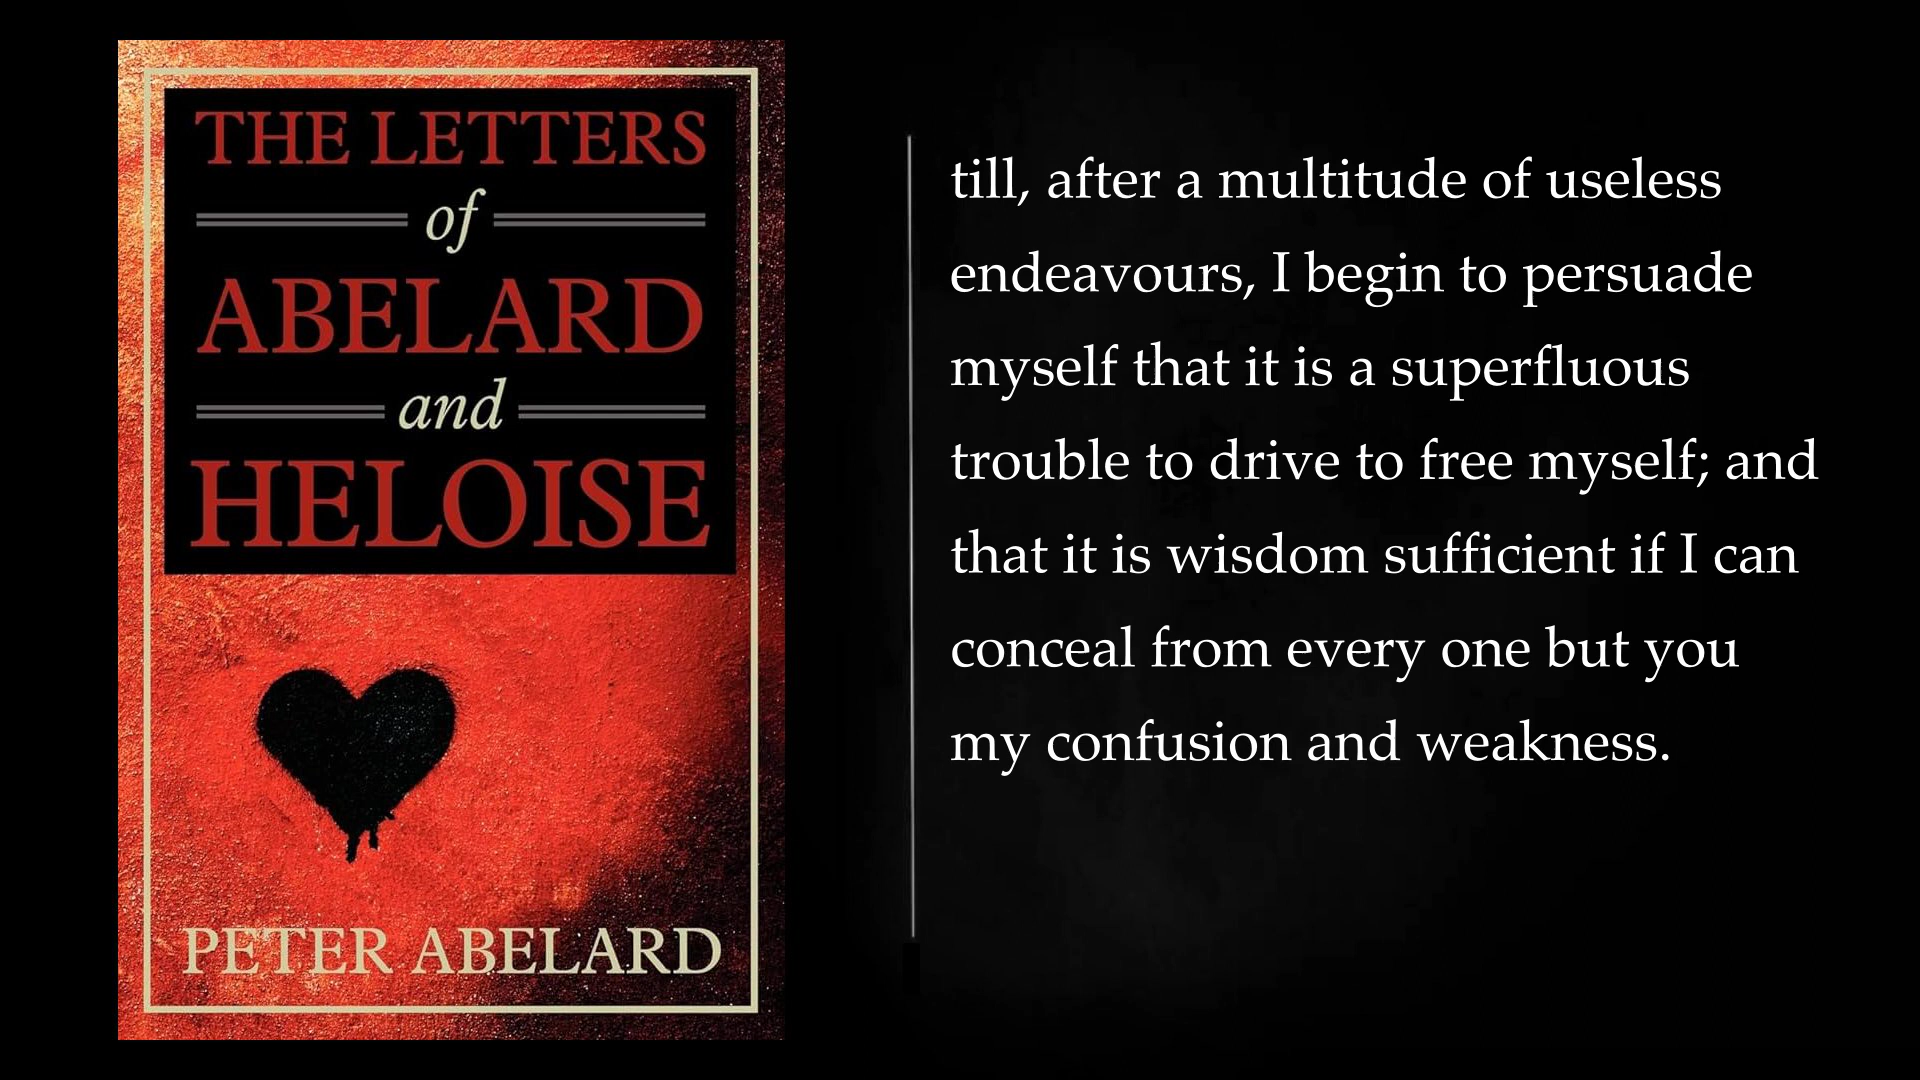 THE LETTERS
of
ABELARD
and
HELOISE
PETER ABELARD
till, after a multitude of useless
endeavours, I begin to persuade
myself that it is a superfluous
trouble to drive to free myself; and
that it is wisdom sufficient if I can
conceal from every one but you
my confusion and weakness.